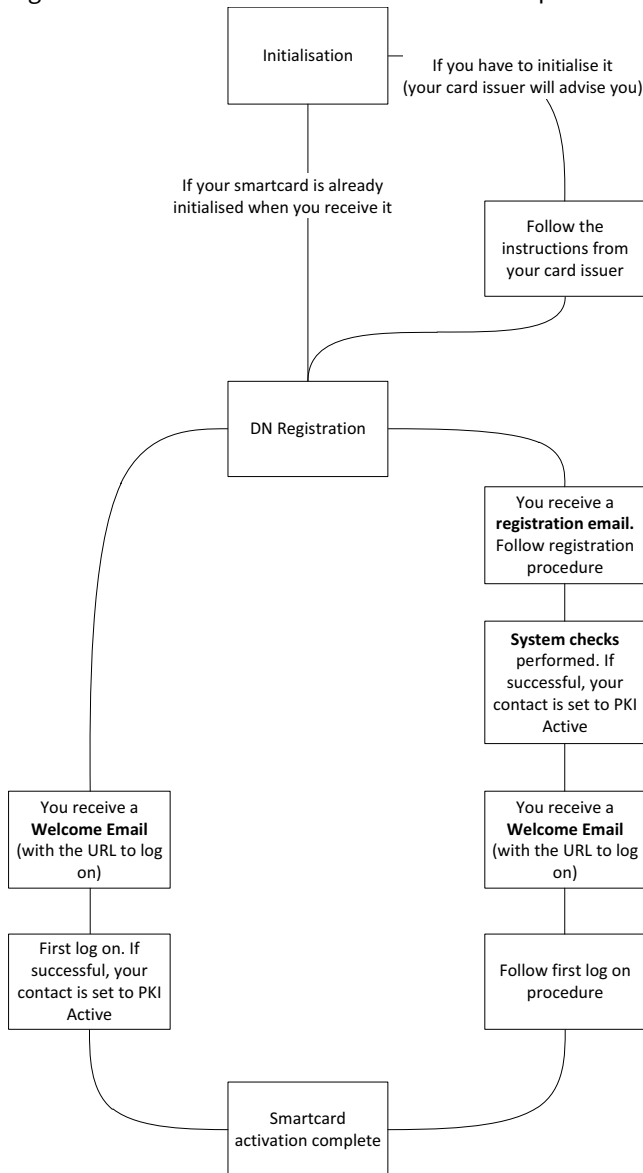 Initialisation
If you have to initialise it
(your card issuer will advise you)
If your smartcard is already
initialised when you receive it
Follow the
instructions from
your card issuer
DN Registration
You receive a
registration email.
Follow registration
procedure
System checks
performed. If
successful, your
contact is set to PKI
Active
You receive a
Welcome Email
(with the URL to log
on)
You receive a
Welcome Email
(with the URL to log
on)
First log on. If
successful, your
contact is set to PKI
Active
Follow first log on
procedure
Smartcard
activation complete